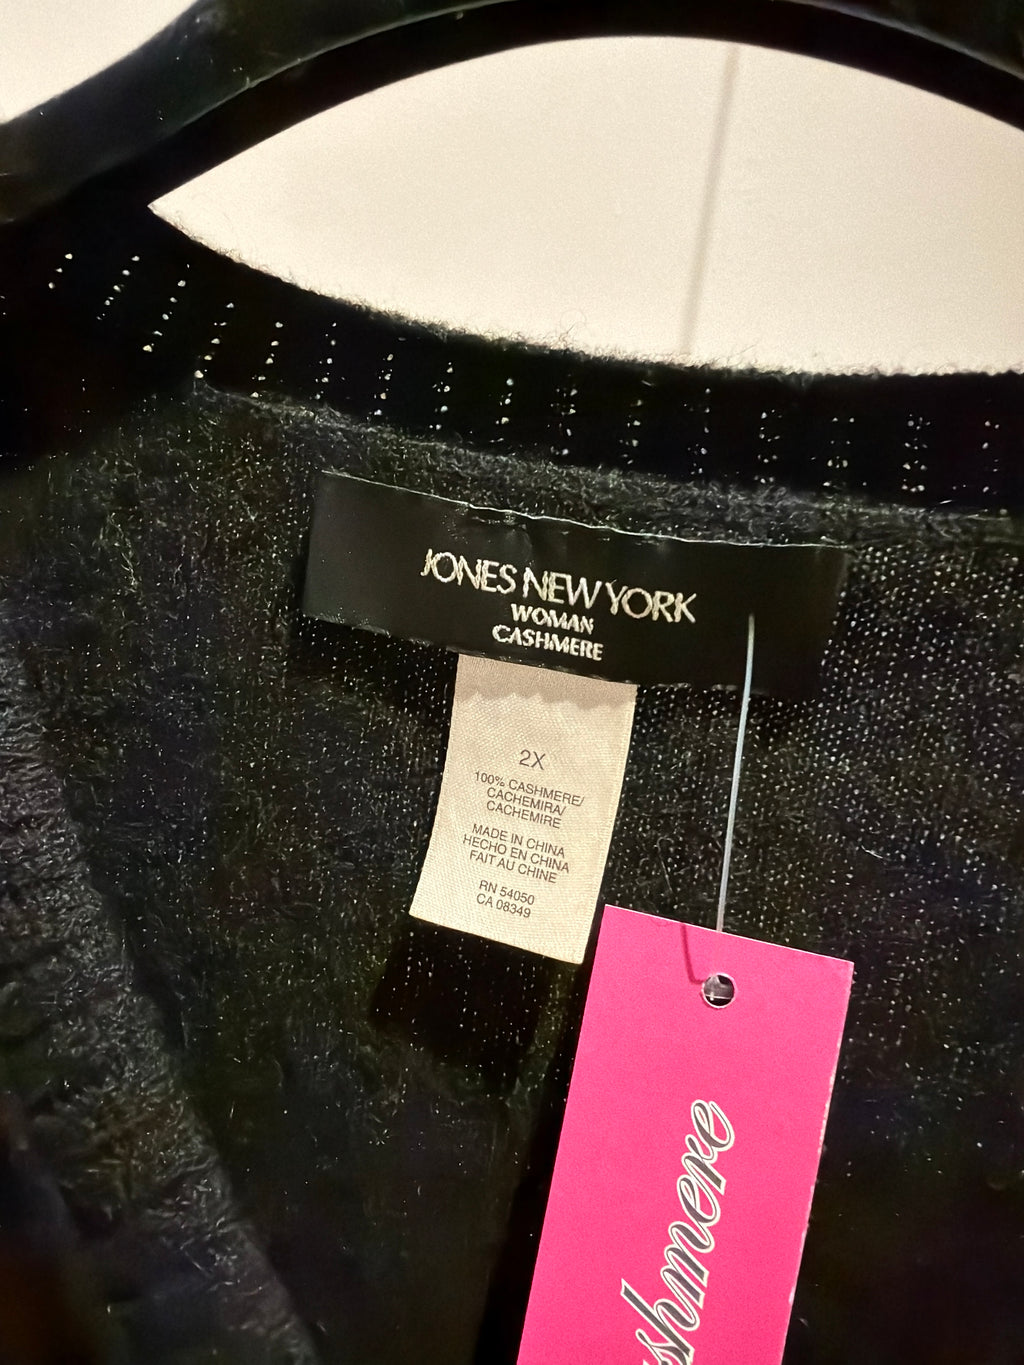 JONES NEW YORK
WOMAN
CASHMERE
2X
100% CASHMERE/
CACHEMIRA/
CACHEMIRE
MADE IN CHINA
HECHO EN CHINA
FAIT AU CHINE
RN 54050
CA 08349
shmere